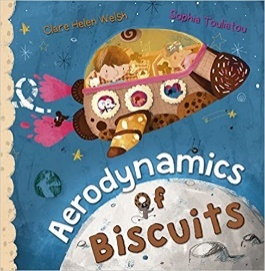 Clare Helen Welsh
Sophia Touliatou
Aerodynamics
Of
Biscuits